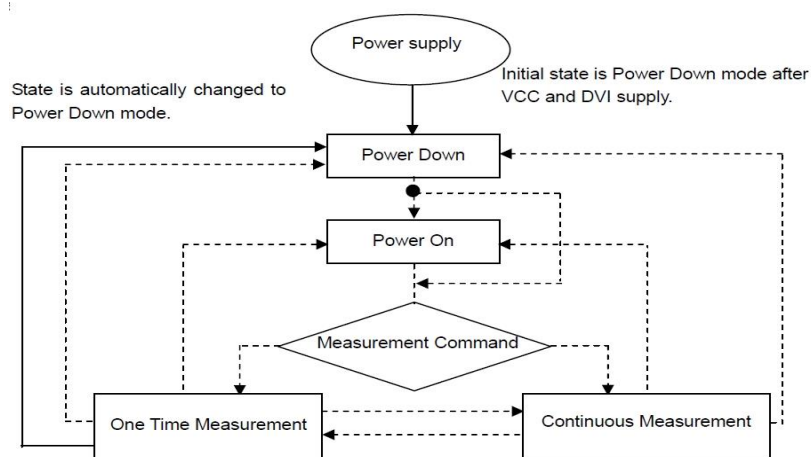 Power supply
State is automatically changed to
Power Down mode.
Initial state is Power Down mode after
VCC and DVI supply.
Power Down
Power On
Measurement Command
One Time Measurement
Continuous Measurement